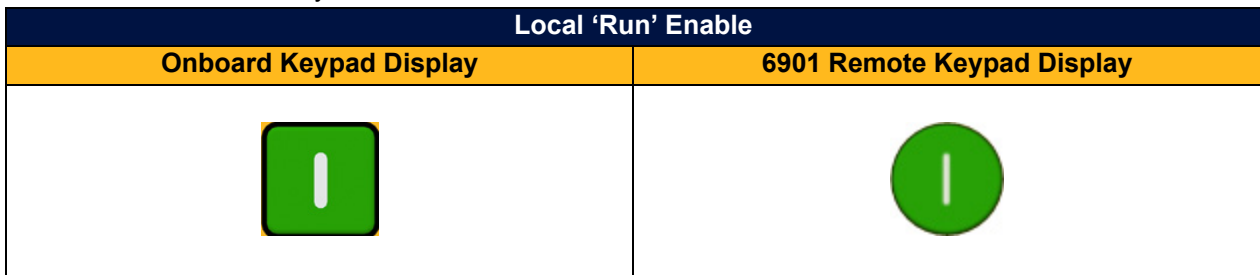 Local ‘Run’ Enable
Onboard Keypad Display
6901 Remote Keypad Display
I
I